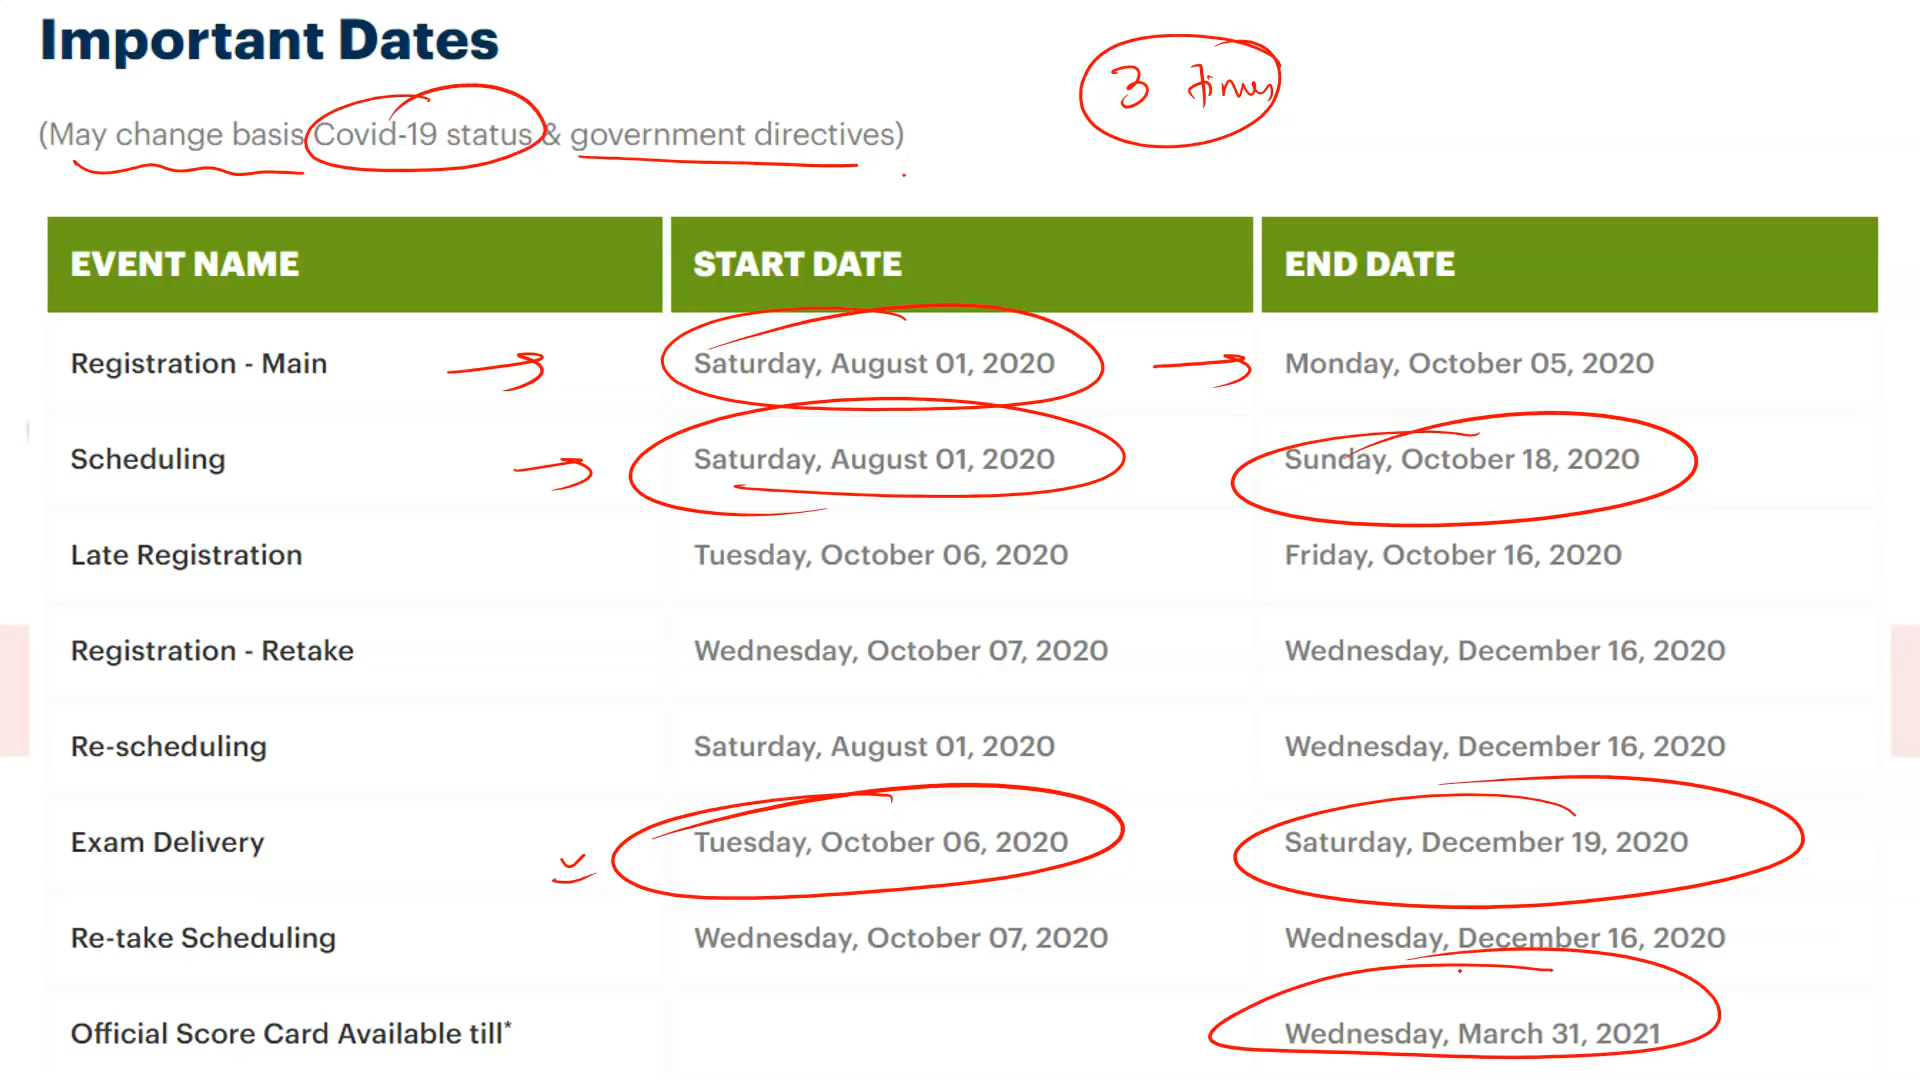 Important Dates
3 times
(May change basis Covid-19 status & government directives)
EVENT NAME START DATE END DATE
Registration - Main Saturday, August 01, 2020 Monday, October 05, 2020
Scheduling Saturday, August 01, 2020 Sunday, October 18, 2020
Late Registration Tuesday, October 06, 2020 Friday, October 16, 2020
Registration - Retake Wednesday, October 07, 2020 Wednesday, December 16, 2020
Re-scheduling Saturday, August 01, 2020 Wednesday, December 16, 2020
Exam Delivery Tuesday, October 06, 2020 Saturday, December 19, 2020
Re-take Scheduling Wednesday, October 07, 2020 Wednesday, December 16, 2020
Official Score Card Available till* Wednesday, March 31, 2021